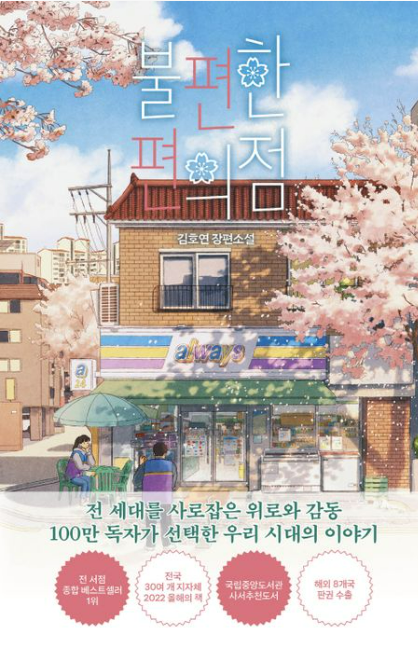 불편한
편의점
김호연 장편소설
always
a
24
전 세대를 사로잡은 위로와 감동
100만 독자가 선택한 우리 시대의 이야기
전 서점
종합 베스트셀러
1위
전국
30여 개 지자체
2022 올해의 책
국립중앙도서관
사서추천도서
해외 8개국
판권 수출